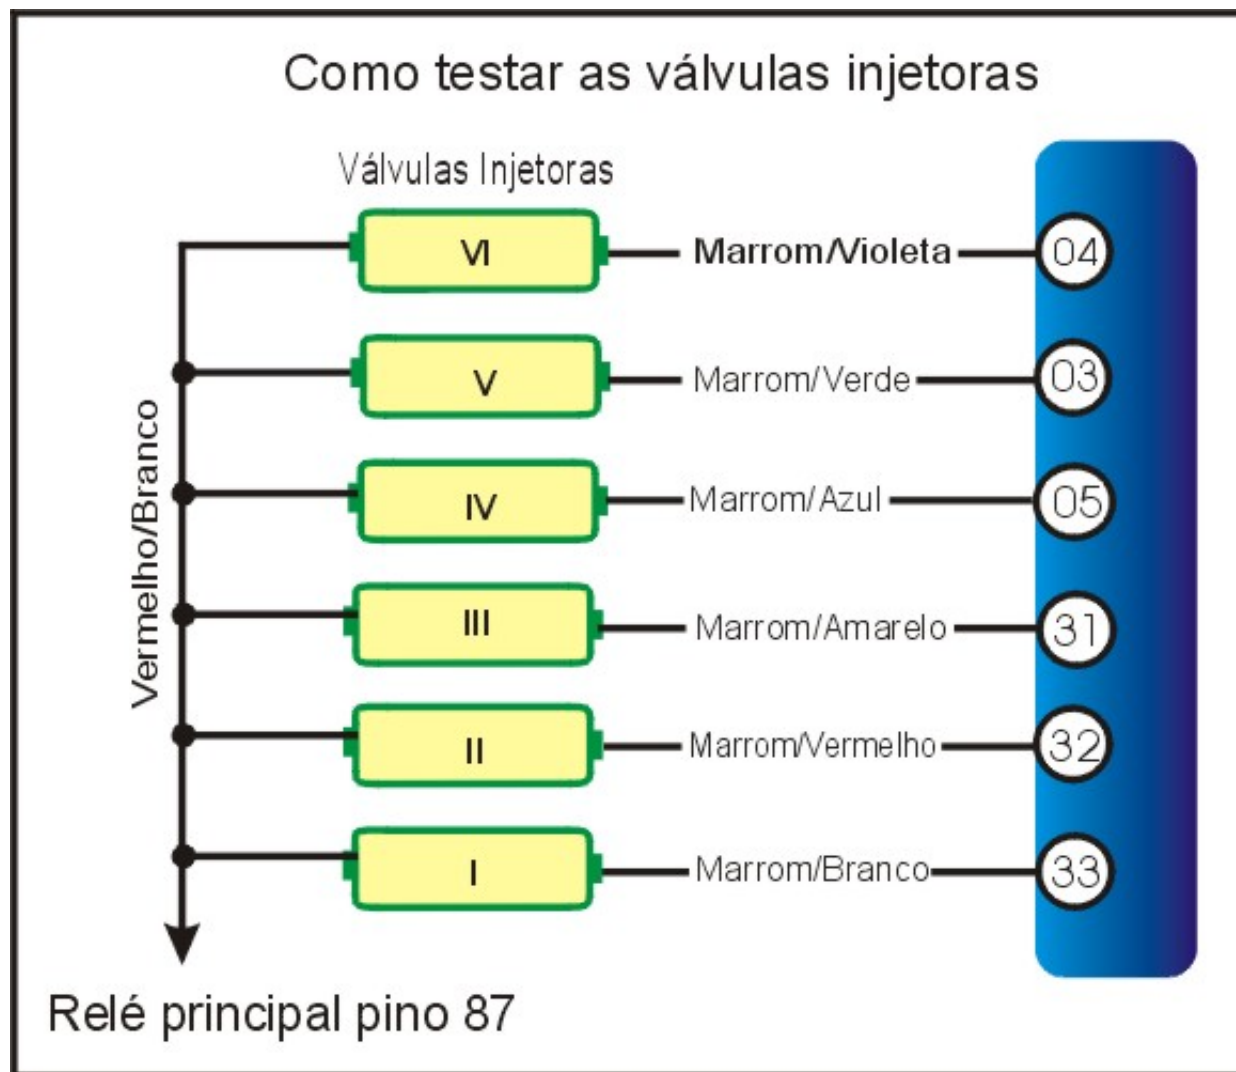 Como testar as válvulas injetoras
Válvulas Injetoras
VI Marrom/Violeta 04
V Marrom/Verde 03
IV Marrom/Azul 05
III Marrom/Amarelo 31
II Marrom/Vermelho 32
I Marrom/Branco 33
Vermelho/Branco
Relé principal pino 87